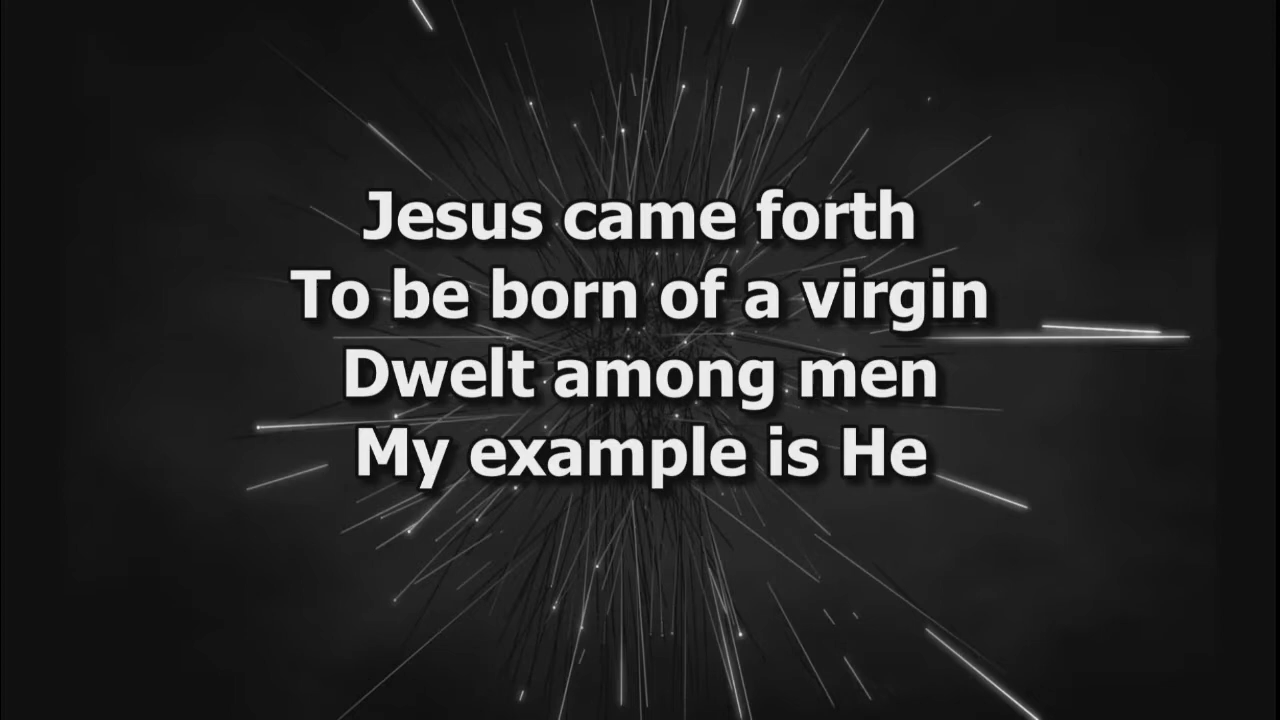 Jesus came forth
To be born of a virgin
Dwelt among men
My example is He